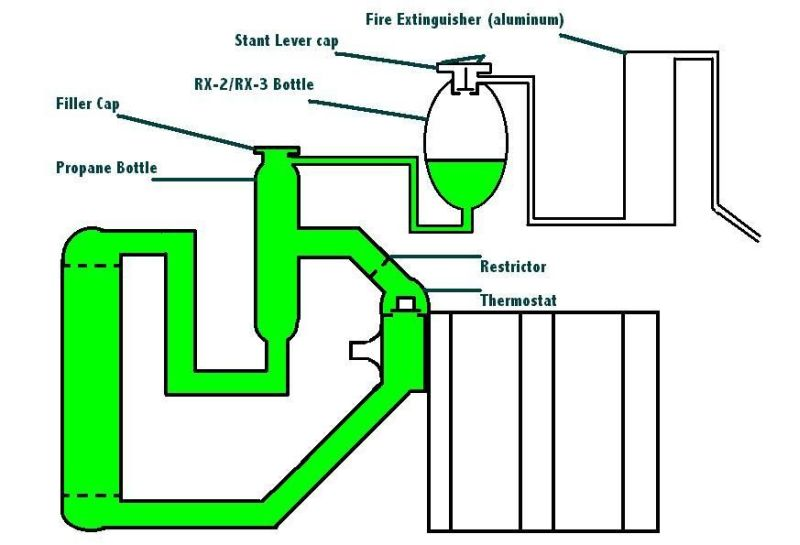 Fire Extinguisher (aluminum)
Stant Lever cap
RX-2/RX-3 Bottle
Filler Cap
Propane Bottle
Restrictor
Thermostat